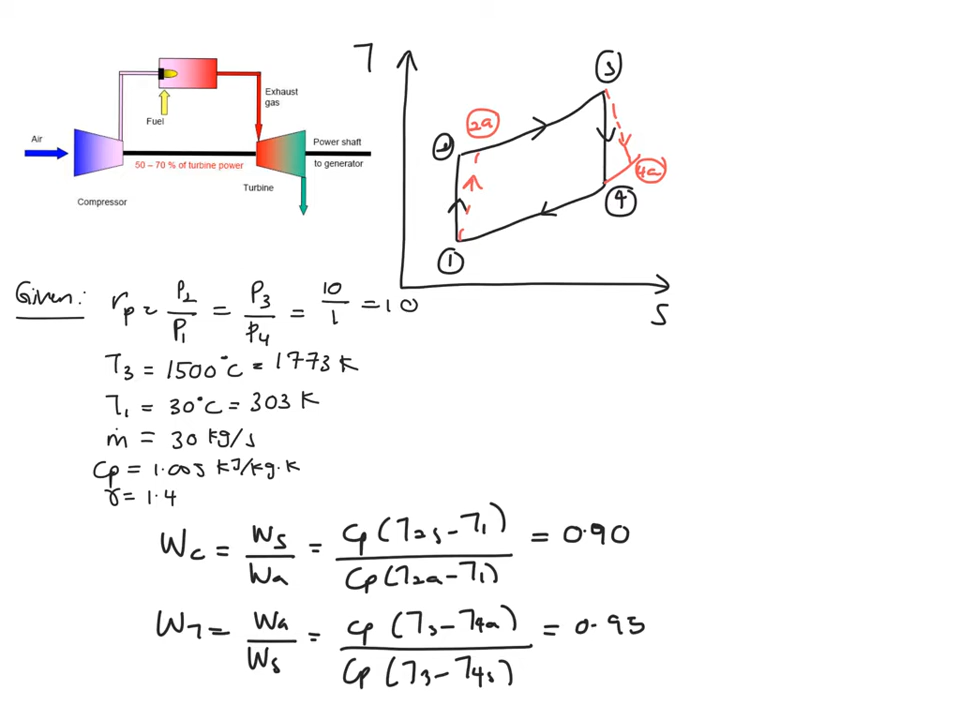 Air
Fuel
Exhaust
gas
50 – 70 % of turbine power
Power shaft
to generator
Turbine
Compressor
T
S
1
2
2a
3
4
4a
Given: rp = P2/P1 = P3/P4 = 10/1 = 10
T3 = 1500°C = 1773 K
T1 = 30°C = 303 K
ṁ = 30 kg/s
Cp = 1.005 kJ/kg.K
γ = 1.4
Wc = Ws/Wa = Cp(T2s-T1)/Cp(T2a-T1) = 0.90
WT = Wa/Ws = Cp(T3-T4a)/Cp(T3-T4s) = 0.95